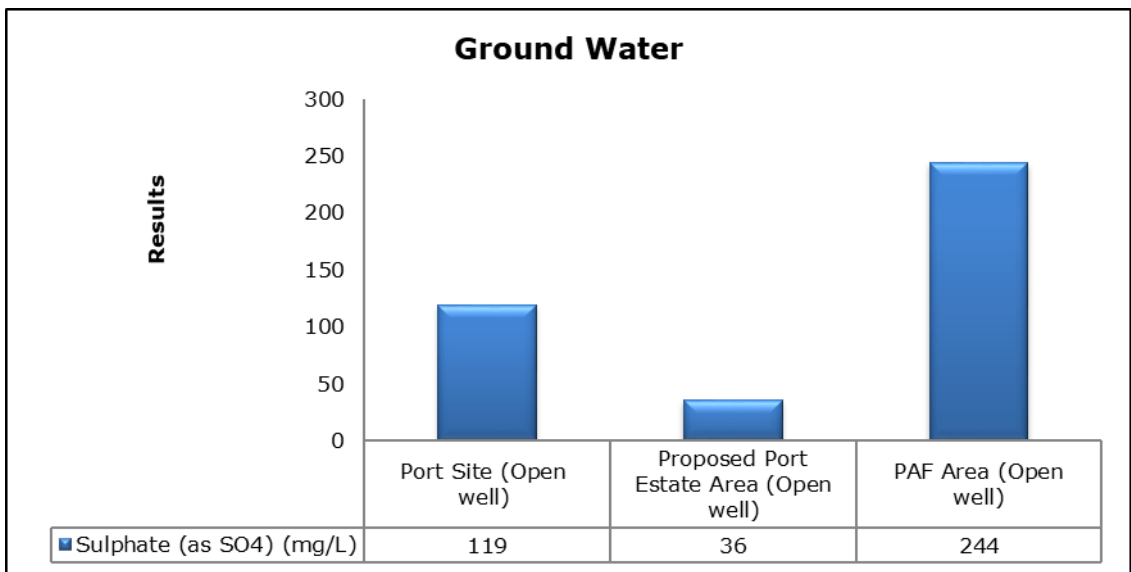 Ground Water
Results
300
250
200
150
100
50
0
Port Site (Open
well)
Proposed Port
Estate Area (Open
well)
PAF Area (Open
well)
Sulphate (as SO4) (mg/L) 119 36 244